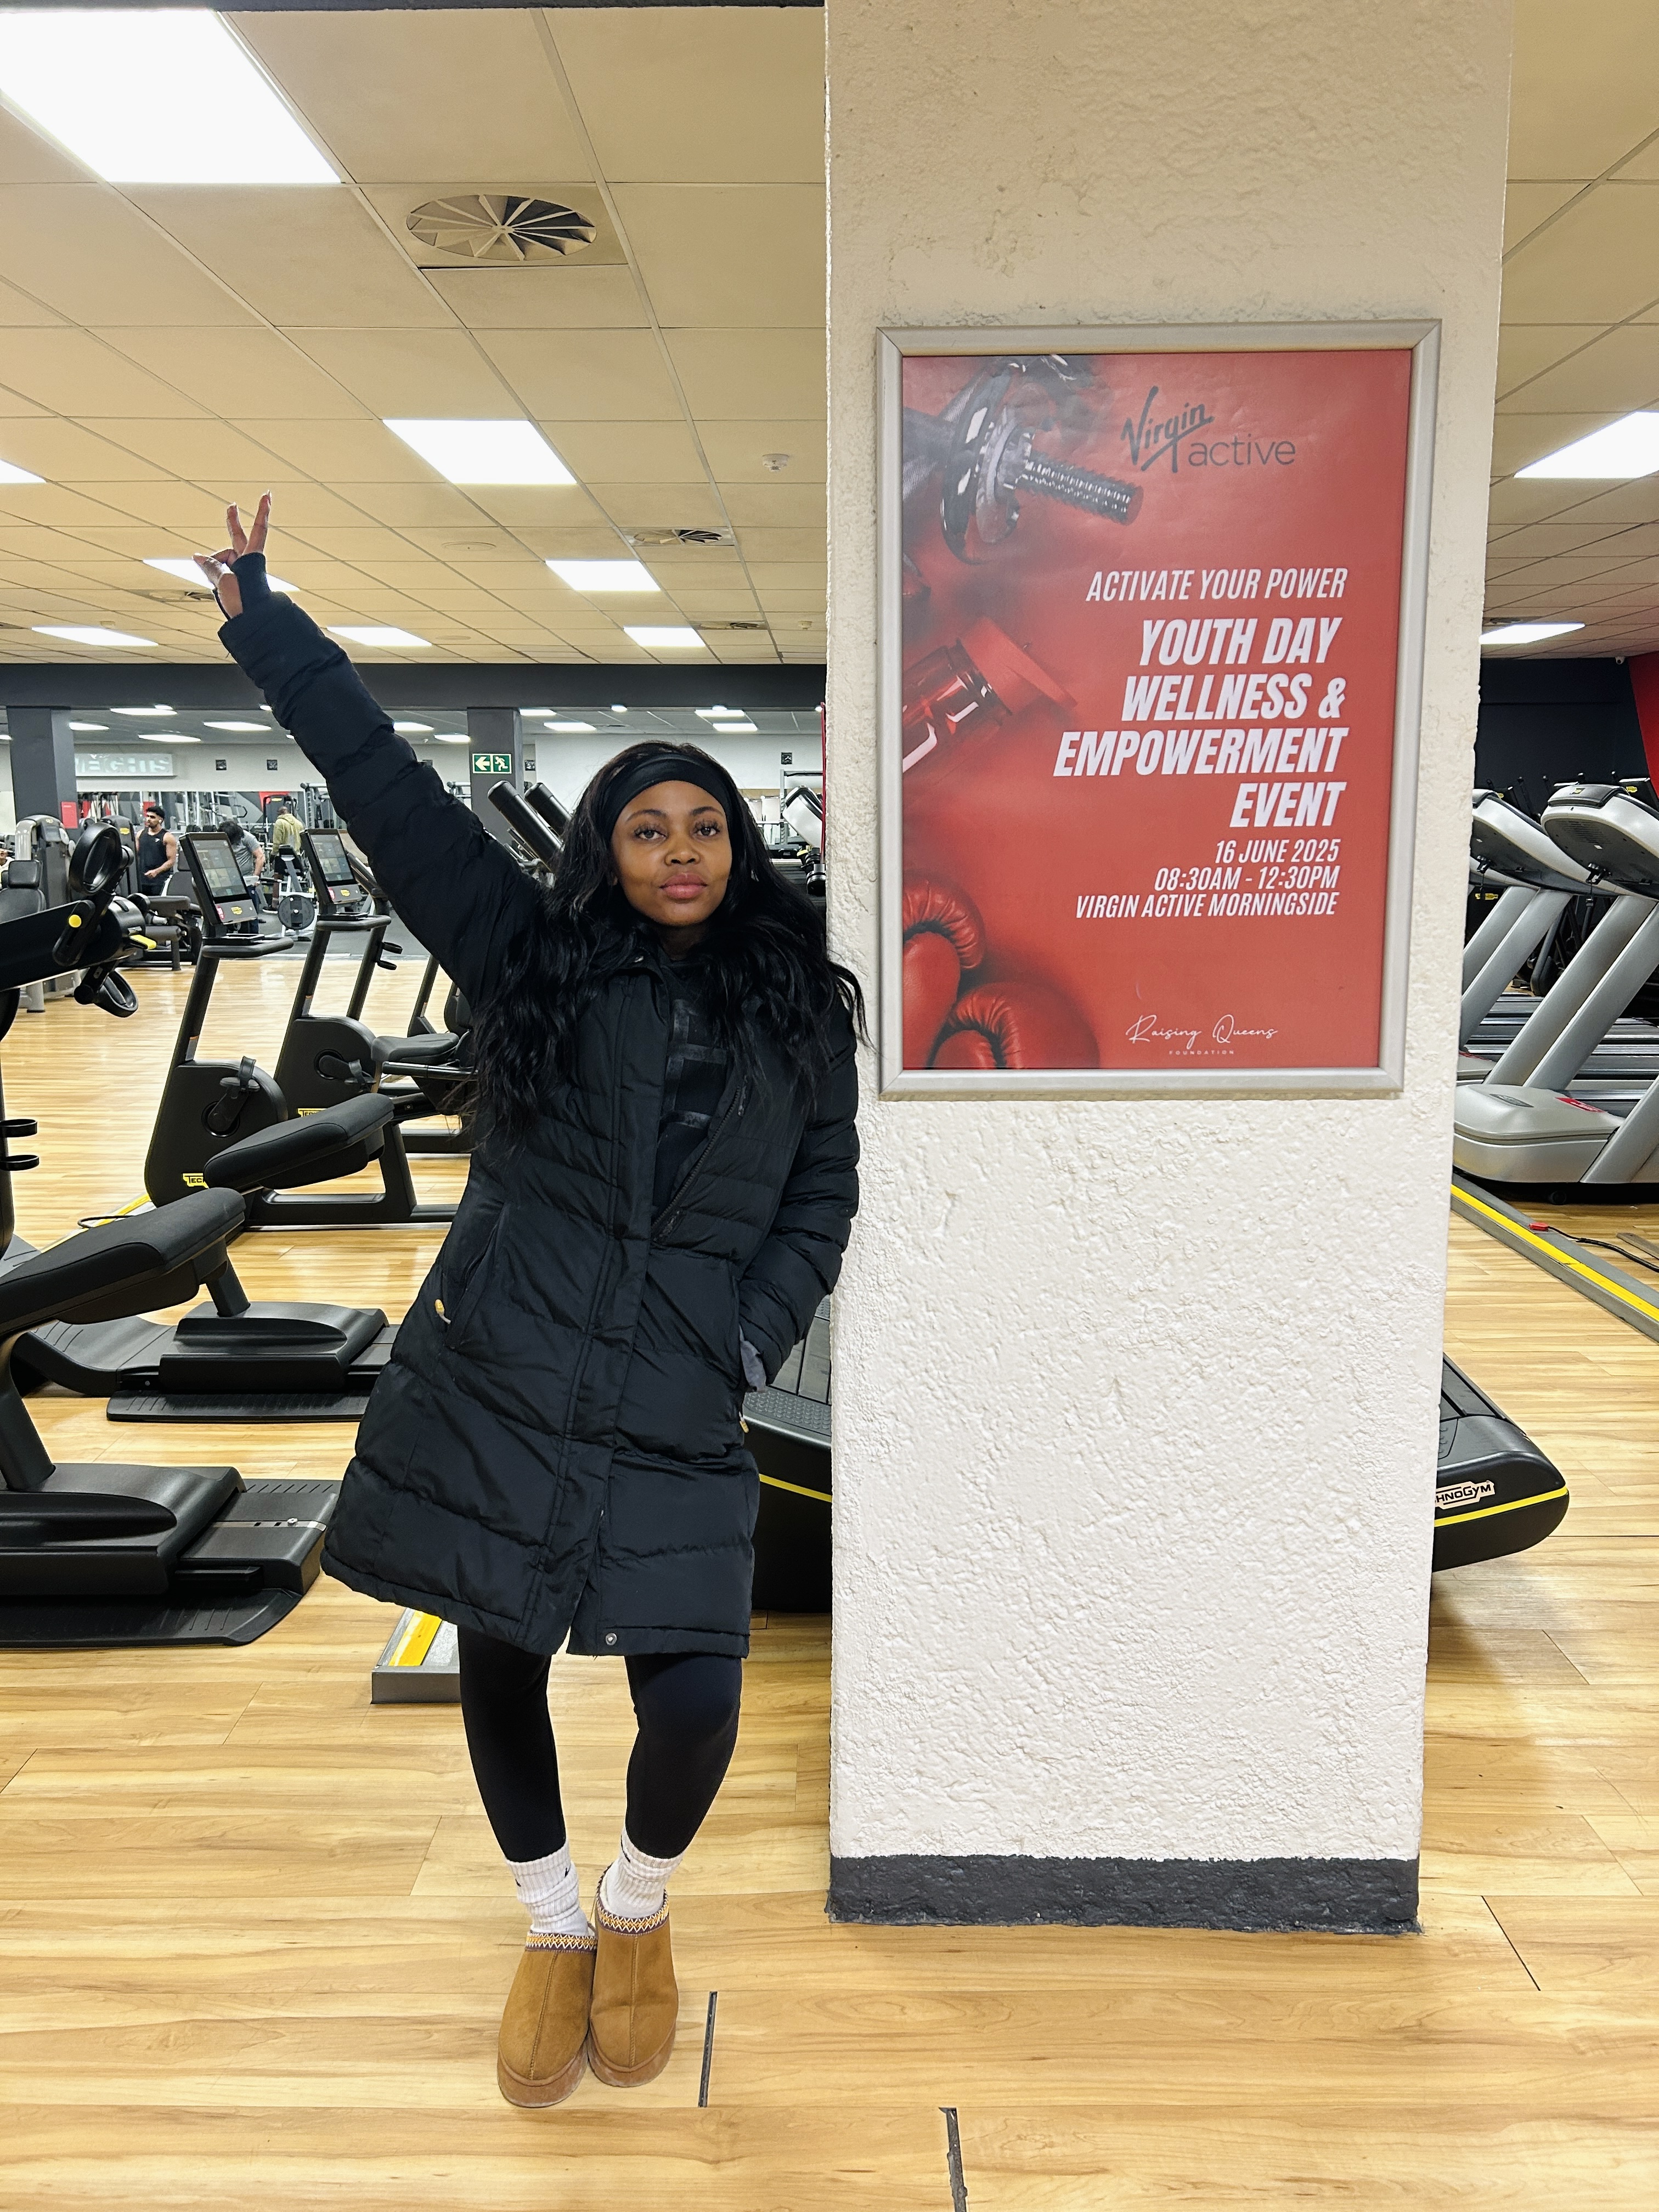 Virgin
active
ACTIVATE YOUR POWER
YOUTH DAY
WELLNESS &
EMPOWERMENT
EVENT
16 JUNE 2025
08:30AM - 12:30PM
VIRGIN ACTIVE MORNINGSIDE
Raising Queens
FOUNDATION